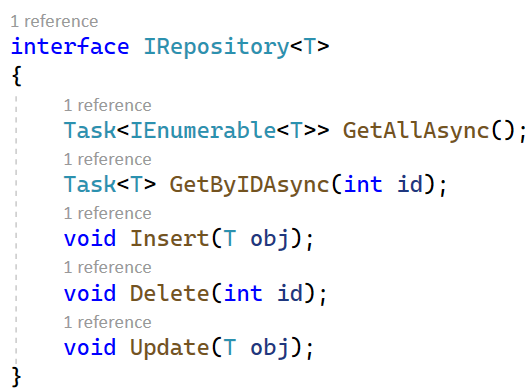 1 reference
interface IRepository<T>
{
1 reference
Task<IEnumerable<T>> GetAllAsync();
1 reference
Task<T> GetByIDAsync(int id);
1 reference
void Insert(T obj);
1 reference
void Delete(int id);
1 reference
void Update(T obj);
}